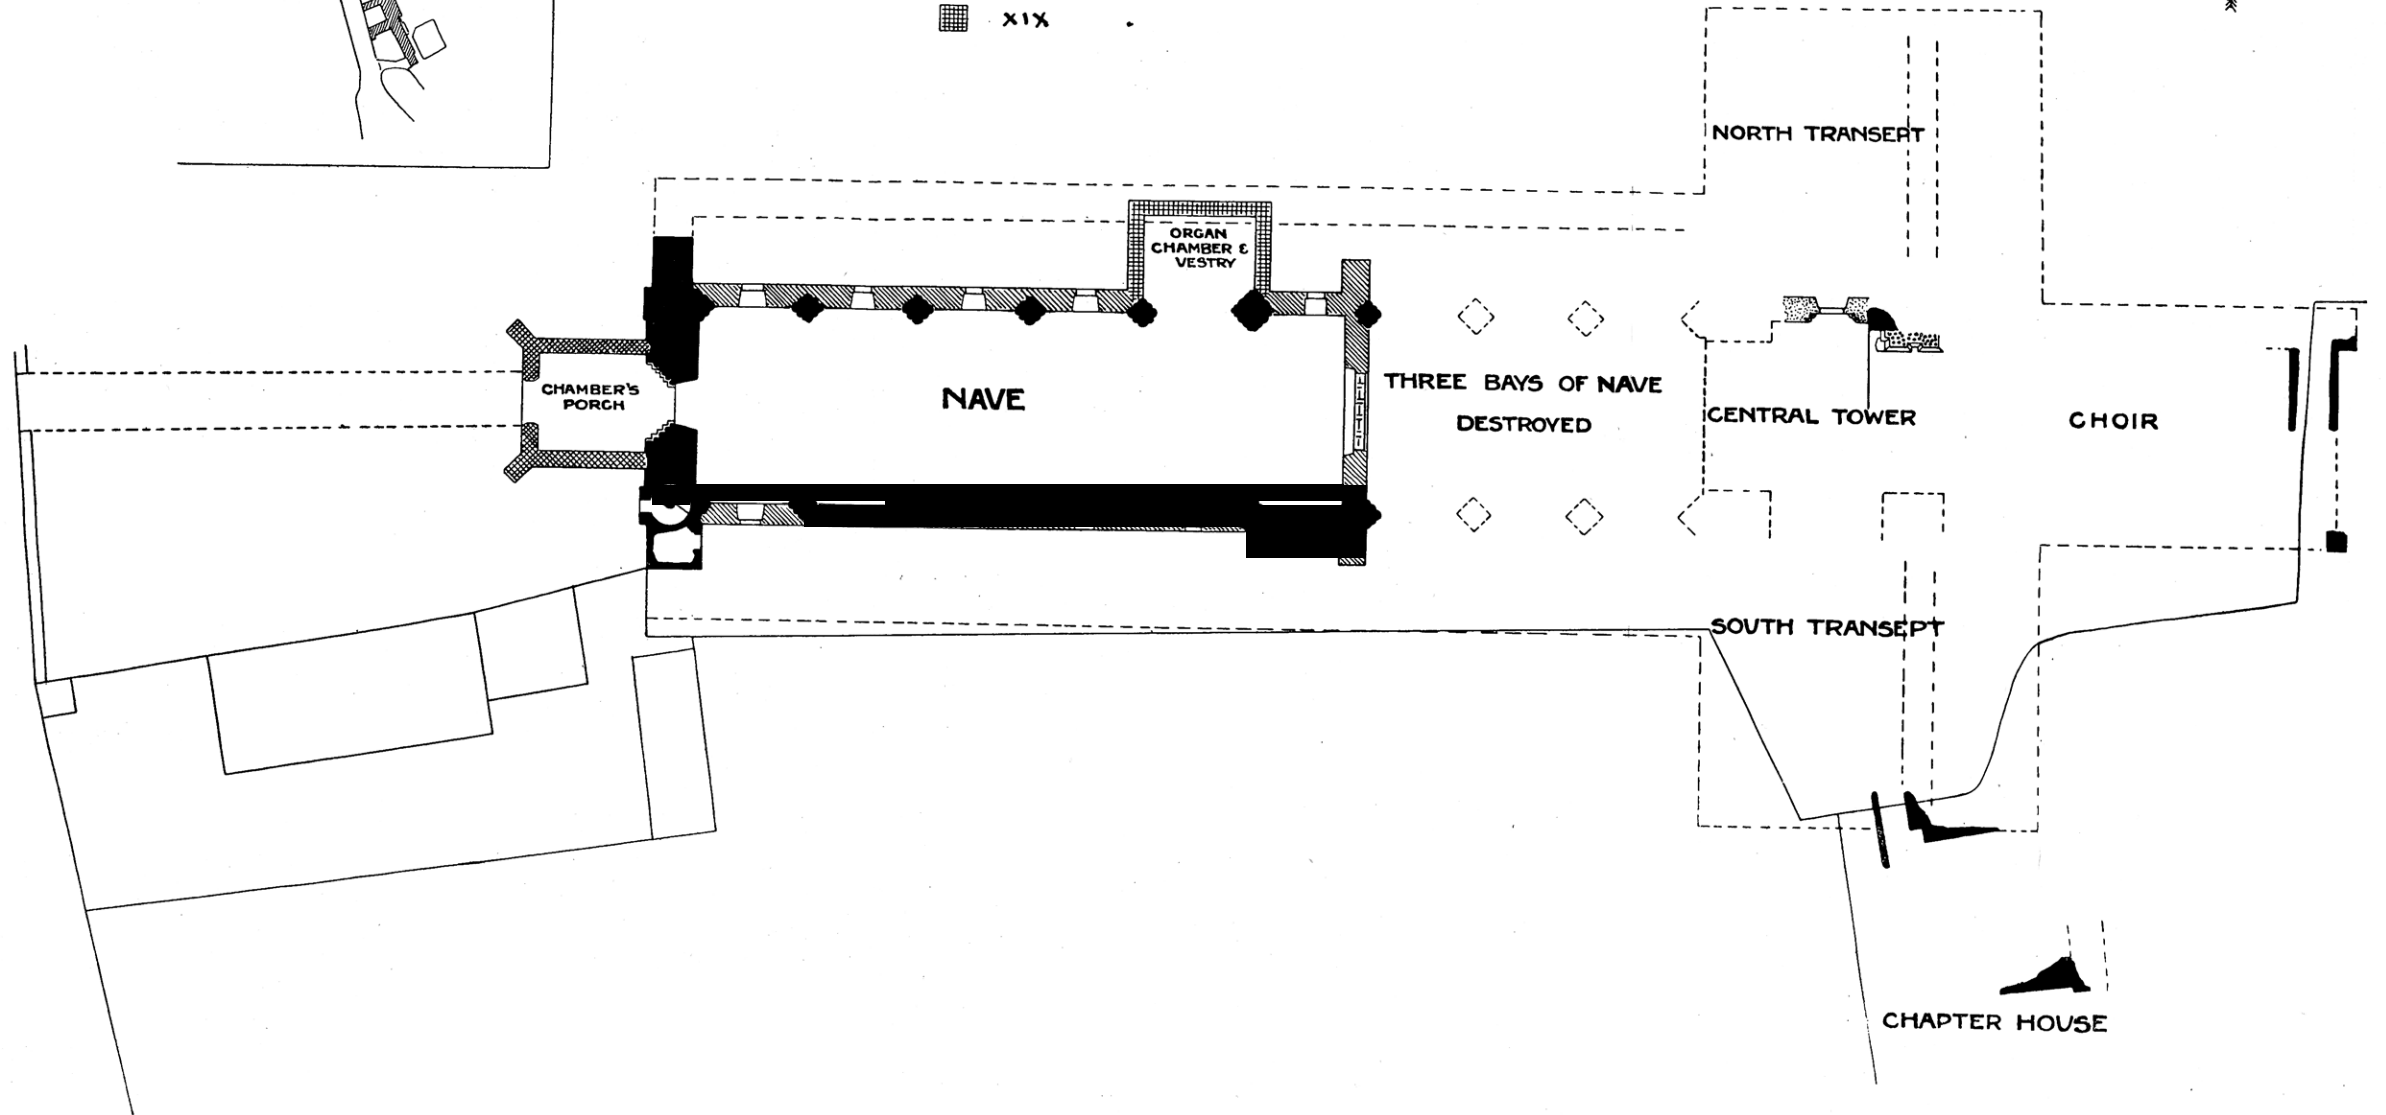 XIX
NORTH TRANSEPT
ORGAN
CHAMBER &
VESTRY
CHAMBER'S
PORCH
NAVE
THREE BAYS OF NAVE
DESTROYED
CENTRAL TOWER
CHOIR
SOUTH TRANSEPT
CHAPTER HOUSE